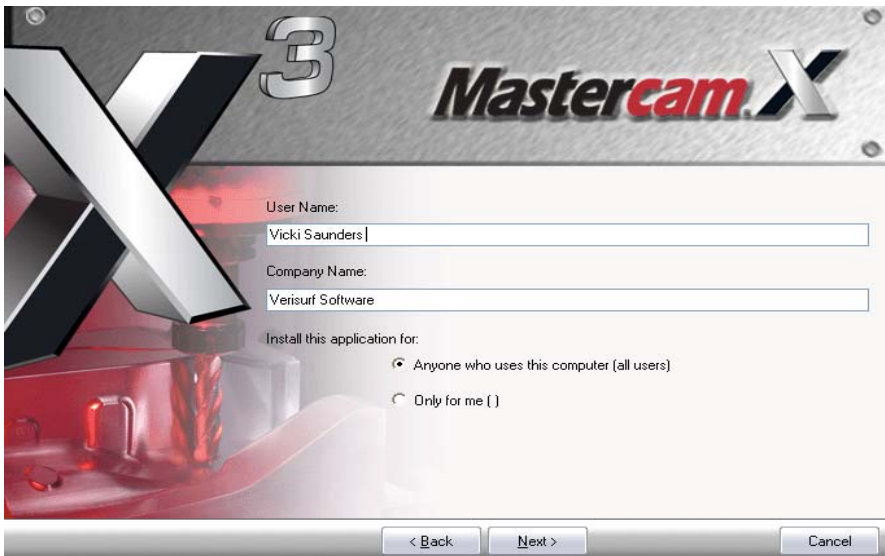 X3
Mastercam.X
User Name:
Vicki Saunders
Company Name:
Verisurf Software
Install this application for:
Anyone who uses this computer (all users)
Only for me ( )
< Back
Next >
Cancel